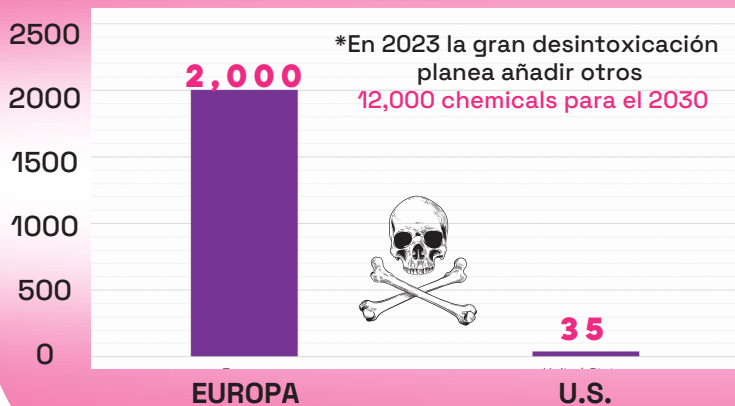 2500
2000
1500
1000
500
0
2,000
*En 2023 la gran desintoxicación
planea añadir otros
12,000 chemicals para el 2030
35
EUROPA
U.S.